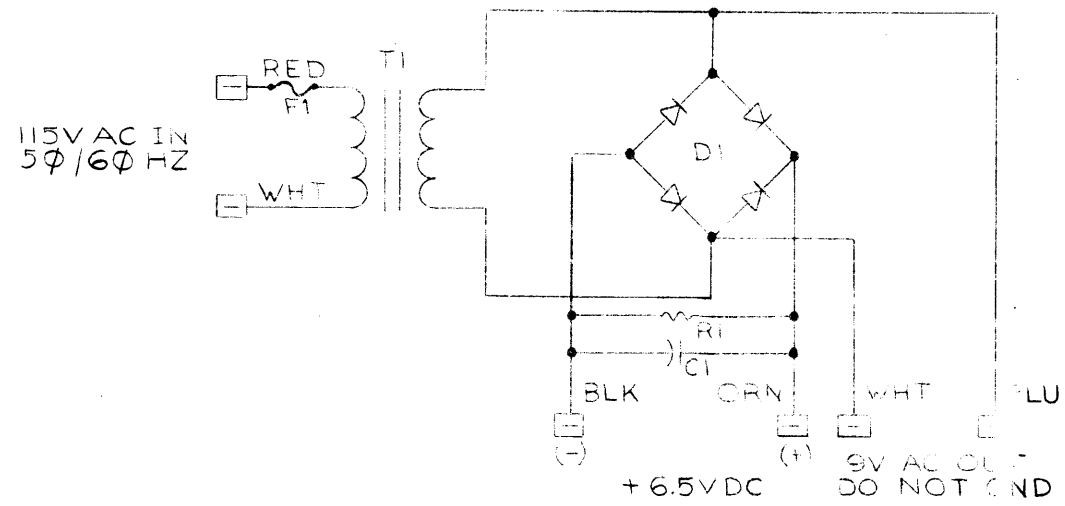 RED
T1
F1
115V AC IN
5Ø/6Ø HZ
WHT
D1
R1
C1
BLK
ORN
WHT
(-)
(+)
+6.5VDC
9V AC
DO NOT